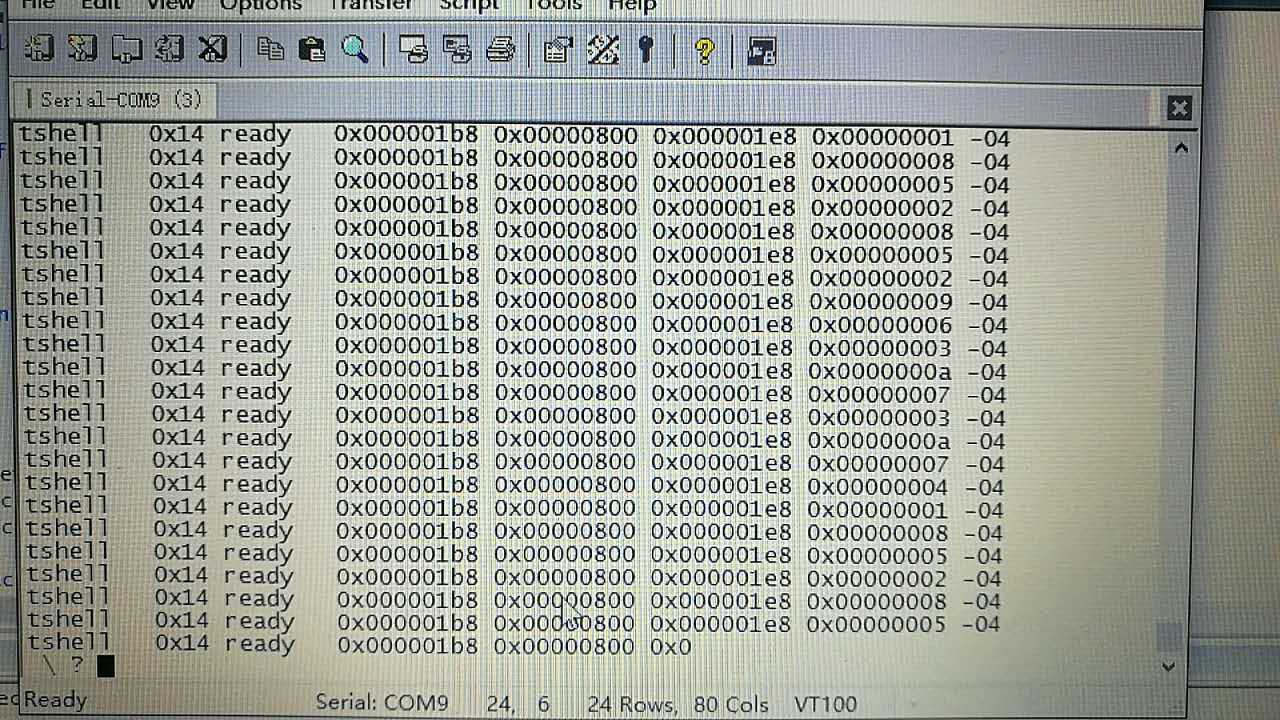 File Edit View Options Transfer Script Tools Help
Serial-COM9 (3)
tshell 0x14 ready 0x000001b8 0x00000800 0x000001e8 0x00000001 -04
tshell 0x14 ready 0x000001b8 0x00000800 0x000001e8 0x00000008 -04
tshell 0x14 ready 0x000001b8 0x00000800 0x000001e8 0x00000005 -04
tshell 0x14 ready 0x000001b8 0x00000800 0x000001e8 0x00000002 -04
tshell 0x14 ready 0x000001b8 0x00000800 0x000001e8 0x00000008 -04
tshell 0x14 ready 0x000001b8 0x00000800 0x000001e8 0x00000005 -04
tshell 0x14 ready 0x000001b8 0x00000800 0x000001e8 0x00000002 -04
tshell 0x14 ready 0x000001b8 0x00000800 0x000001e8 0x00000009 -04
tshell 0x14 ready 0x000001b8 0x00000800 0x000001e8 0x00000006 -04
tshell 0x14 ready 0x000001b8 0x00000800 0x000001e8 0x00000003 -04
tshell 0x14 ready 0x000001b8 0x00000800 0x000001e8 0x0000000a -04
tshell 0x14 ready 0x000001b8 0x00000800 0x000001e8 0x00000007 -04
tshell 0x14 ready 0x000001b8 0x00000800 0x000001e8 0x00000003 -04
tshell 0x14 ready 0x000001b8 0x00000800 0x000001e8 0x0000000a -04
tshell 0x14 ready 0x000001b8 0x00000800 0x000001e8 0x00000007 -04
tshell 0x14 ready 0x000001b8 0x00000800 0x000001e8 0x00000004 -04
tshell 0x14 ready 0x000001b8 0x00000800 0x000001e8 0x00000001 -04
tshell 0x14 ready 0x000001b8 0x00000800 0x000001e8 0x00000008 -04
tshell 0x14 ready 0x000001b8 0x00000800 0x000001e8 0x00000005 -04
tshell 0x14 ready 0x000001b8 0x00000800 0x000001e8 0x00000002 -04
tshell 0x14 ready 0x000001b8 0x00000800 0x000001e8 0x00000008 -04
tshell 0x14 ready 0x000001b8 0x00000800 0x000001e8 0x00000005 -04
tshell 0x14 ready 0x000001b8 0x00000800 0x0
\ ?
Ready Serial: COM9 24, 6 24 Rows, 80 Cols VT100